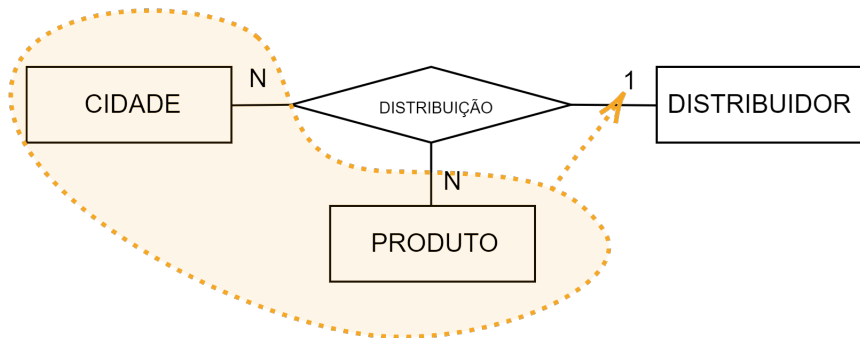 N
1
CIDADE
DISTRIBUIÇÃO
DISTRIBUIDOR
N
PRODUTO